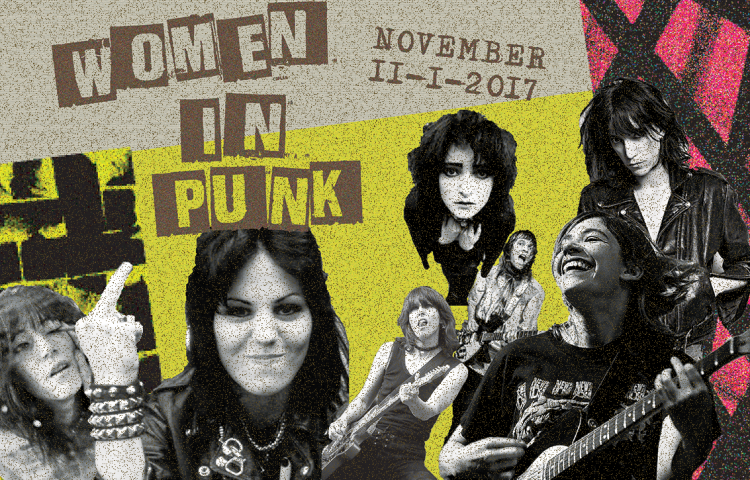 WOMEN
IN
PUNK
NOVEMBER
11-1-2017